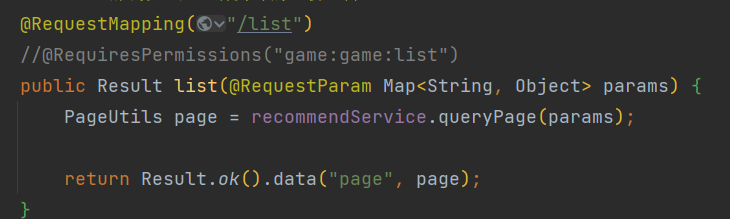 @RequestMapping("/list")
//@RequiresPermissions("game:game:list")
public Result list(@RequestParam Map<String, Object> params) {
PageUtils page = recommendService.queryPage(params);
return Result.ok().data("page", page);
}